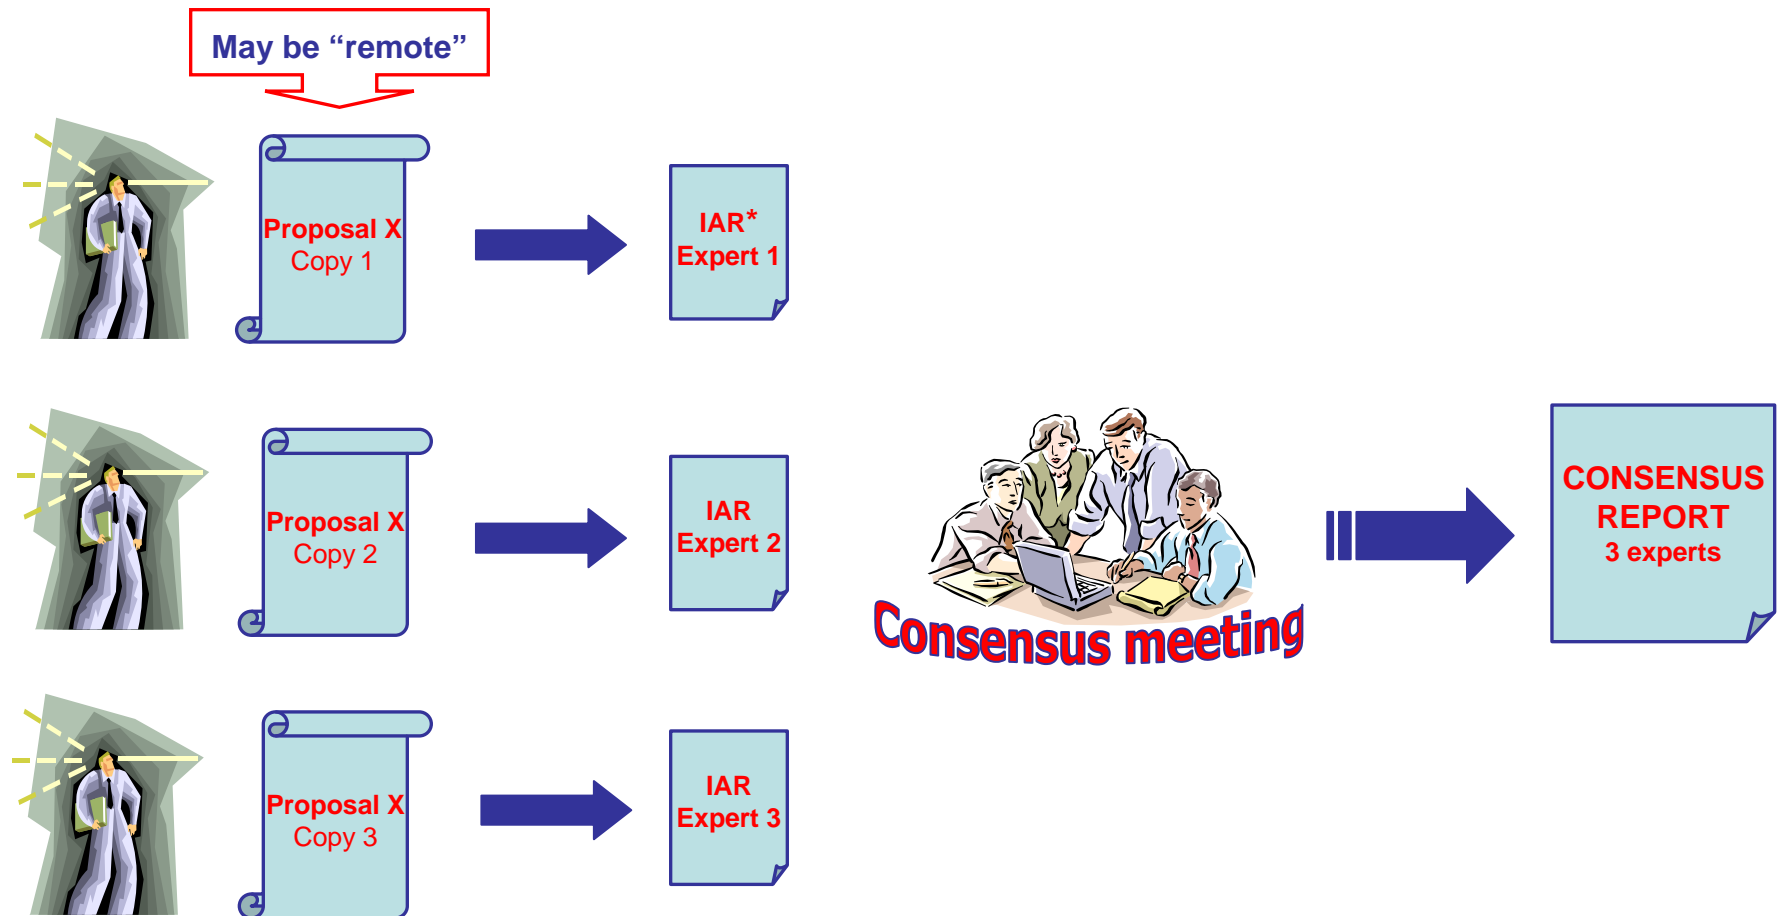 May be “remote”
Proposal X
Copy 1
IAR*
Expert 1
Proposal X
Copy 2
IAR
Expert 2
Consensus meeting
CONSENSUS
REPORT
3 experts
Proposal X
Copy 3
IAR
Expert 3